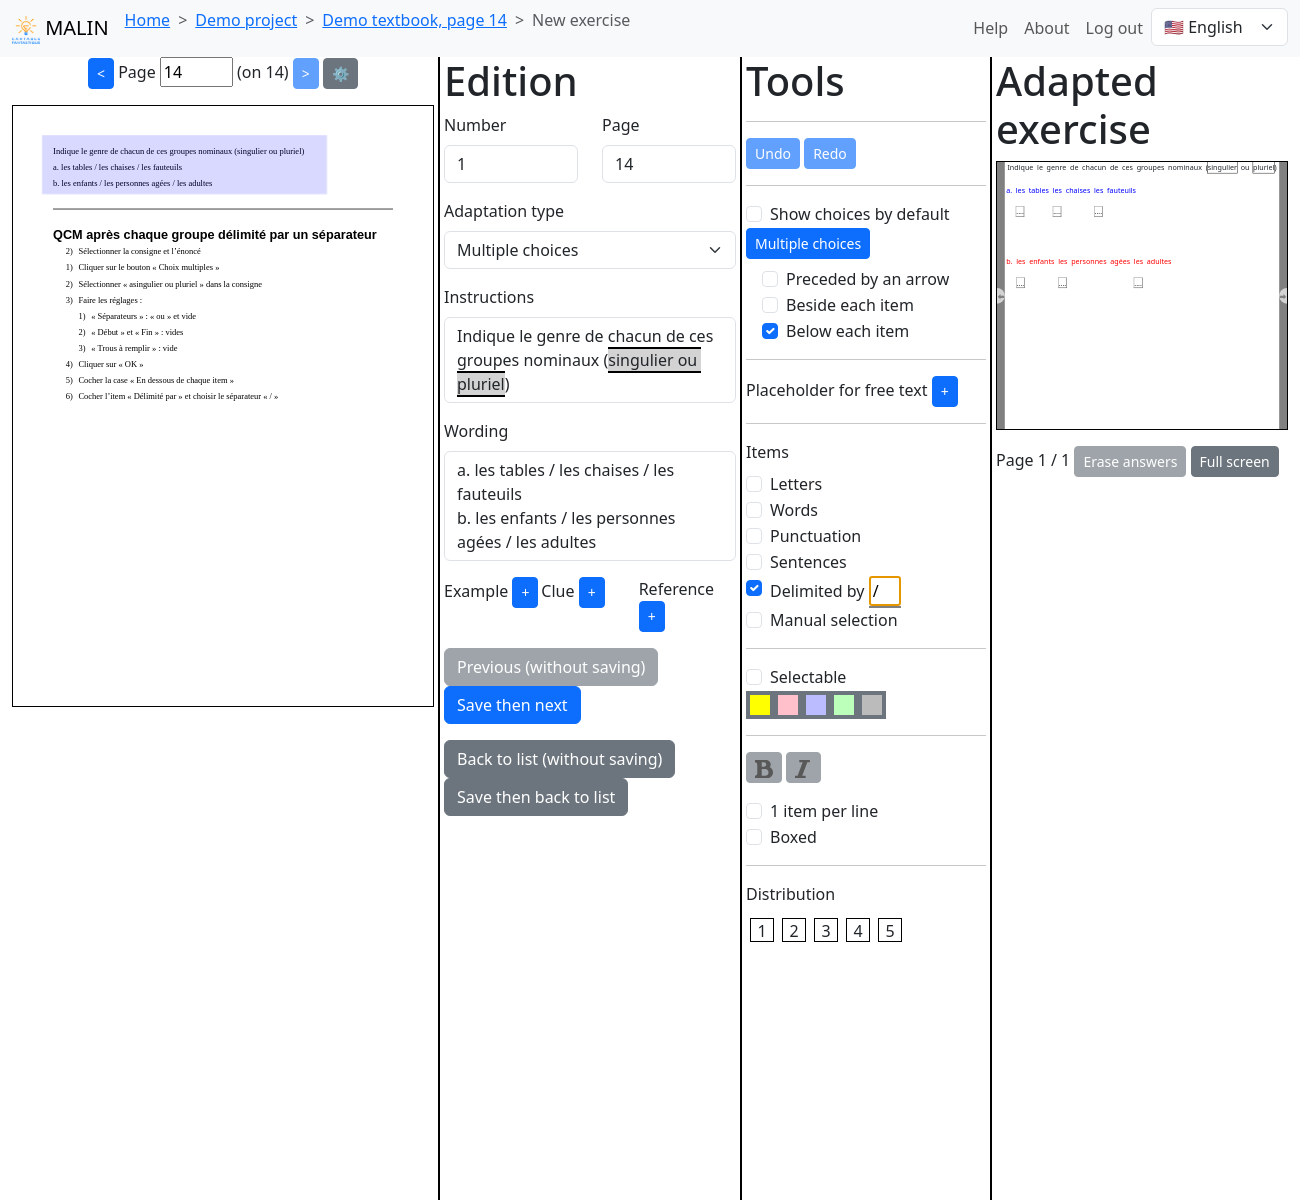 MALIN
Home > Demo project > Demo textbook, page 14 > New exercise
Help About Log out 🇺🇸 English
< Page 14 (on 14) > ⚙️
Indique le genre de chacun de ces groupes nominaux (singulier ou pluriel)
a. les tables / les chaises / les fauteuils
b. les enfants / les personnes agées / les adultes
QCM après chaque groupe délimité par un séparateur
2) Sélectionner la consigne et l'énoncé
1) Cliquer sur le bouton « Choix multiples »
2) Sélectionner « asingulier ou pluriel » dans la consigne
3) Faire les réglages :
1) « Séparateurs » : « ou » et vide
2) « Début » et « Fin » : vides
3) « Trous à remplir » : vide
4) Cliquer sur « OK »
5) Cocher la case « En dessous de chaque item »
6) Cocher l'item « Délimité par » et choisir le séparateur « / »
Edition
Number Page
1 14
Adaptation type
Multiple choices
Instructions
Indique le genre de chacun de ces
groupes nominaux (singulier ou
pluriel)
Wording
a. les tables / les chaises / les
fauteuils
b. les enfants / les personnes
agées / les adultes
Example + Clue + Reference
+
Previous (without saving)
Save then next
Back to list (without saving)
Save then back to list
Tools
Undo Redo
Show choices by default
Multiple choices
Preceded by an arrow
Beside each item
Below each item
Placeholder for free text +
Items
Letters
Words
Punctuation
Sentences
Delimited by /
Manual selection
Selectable
B I
1 item per line
Boxed
Distribution
1 2 3 4 5
Adapted
exercise
Indique le genre de chacun de ces groupes nominaux (singulier ou pluriel)
a. les tables les chaises les fauteuils
... ... ...
b. les enfants les personnes agées les adultes
... ... ...
Page 1 / 1 Erase answers Full screen